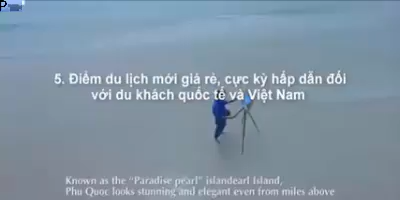 P
5. Điểm du lịch mới giá rẻ, cực kỳ hấp dẫn đối
với du khách quốc tế và Việt Nam
Known as the "Paradise pearl" islandearl Island,
Phu Quoc looks stunning and elegant even from miles above